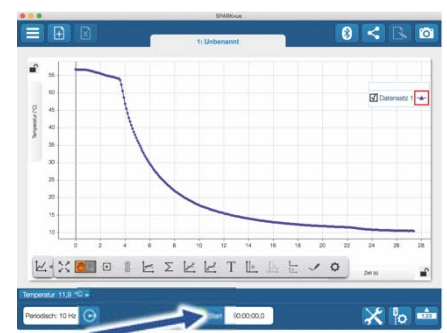 SPARKvue
1: Unbenannt
Temperatur (°C)
55
50
45
40
35
30
25
20
15
10
Datensatz 1
0 2 4 6 8 10 12 14 16 18 20 22 24 26 28
Zeit (s)
Temperatur 11,9 °C
Periodisch: 10 Hz
Start
00:00:00,0
1.23